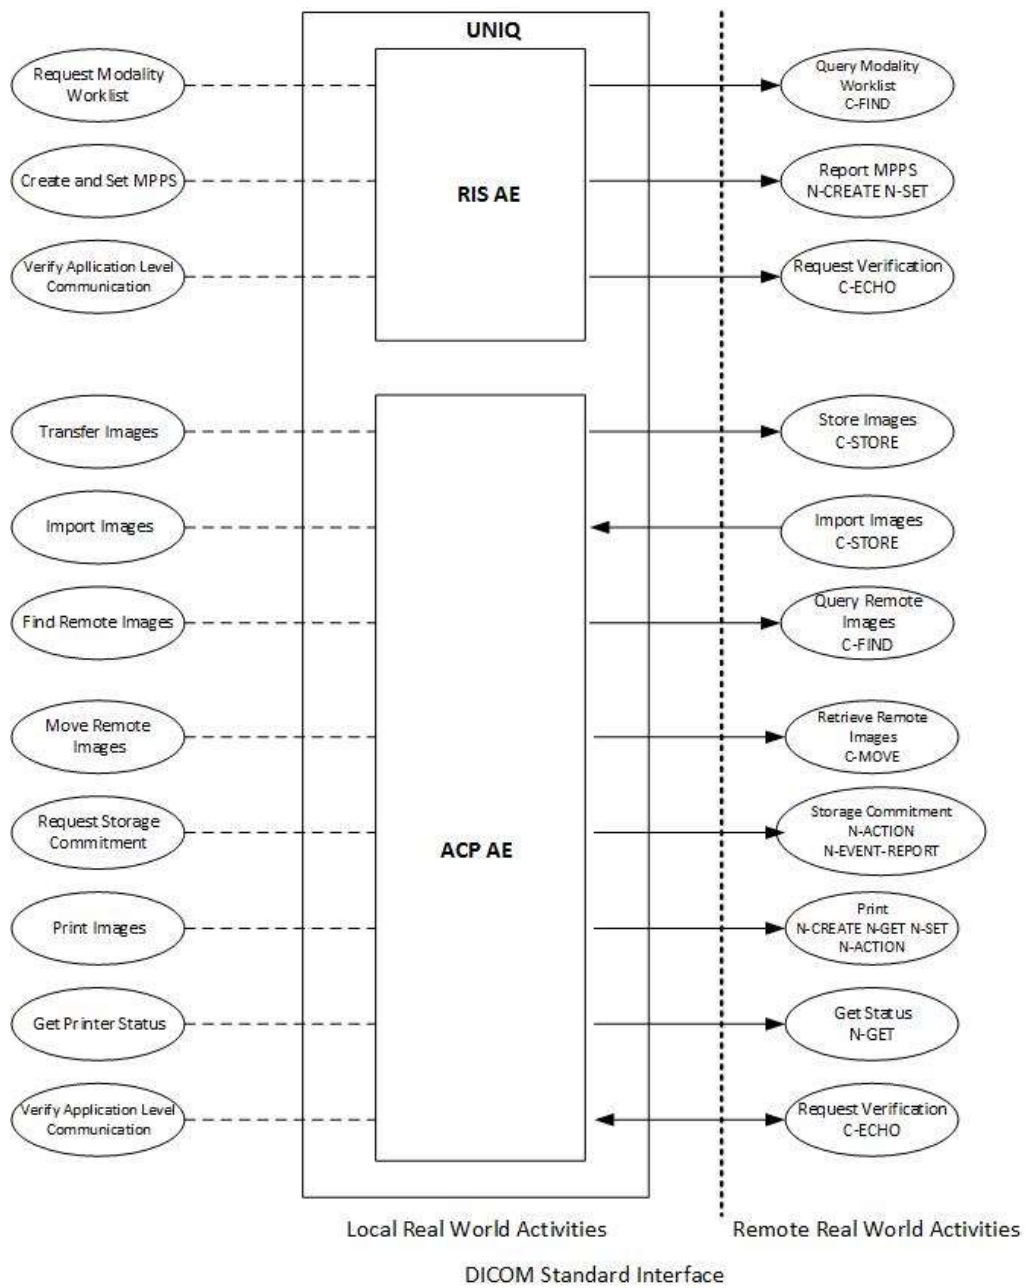 UNIQ
Request Modality
Worklist
Query Modality
Worklist
C-FIND
Create and Set MPPS
RIS AE
Report MPPS
N-CREATE N-SET
Verify Apllication Level
Communication
Request Verification
C-ECHO
Transfer Images
Store Images
C-STORE
Import Images
Import Images
C-STORE
Find Remote Images
Query Remote
Images
C-FIND
Move Remote
Images
Retrieve Remote
Images
C-MOVE
Request Storage
Commitment
ACP AE
Storage Commitment
N-ACTION
N-EVENT-REPORT
Print Images
Print
N-CREATE N-GET N-SET
N-ACTION
Get Printer Status
Get Status
N-GET
Verify Application Level
Communication
Request Verification
C-ECHO
Local Real World Activities
Remote Real World Activities
DICOM Standard Interface